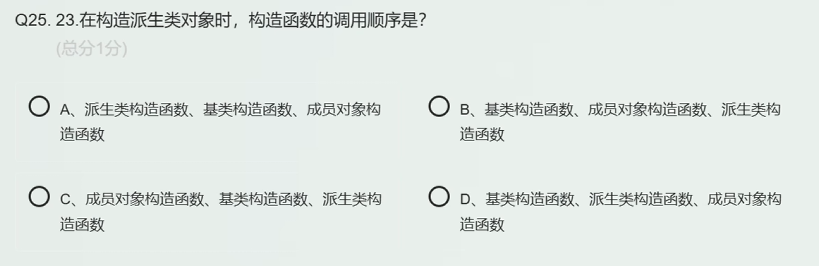 Q25. 23.在构造派生类对象时，构造函数的调用顺序是？
(总分1分)
A、派生类构造函数、基类构造函数、成员对象构
造函数
B、基类构造函数、成员对象构造函数、派生类构
造函数
C、成员对象构造函数、基类构造函数、派生类构
造函数
D、基类构造函数、派生类构造函数、成员对象构
造函数